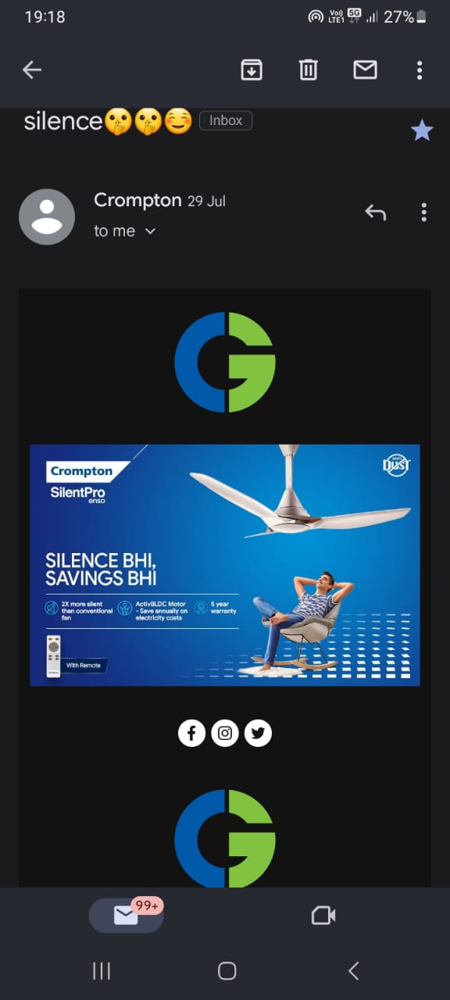 19:18
Vo)) 5G
LTE1
27%
silence🤫🤫☺️ Inbox
Crompton 29 Jul
to me
Crompton
SilentPro
enso
ANTI
DUST
SILENCE BHI,
SAVINGS BHI
2X more silent
than conventional
fan
ActivBLDC Motor
- Save annually on
electricity costs
5 year
warranty
With Remote
99+